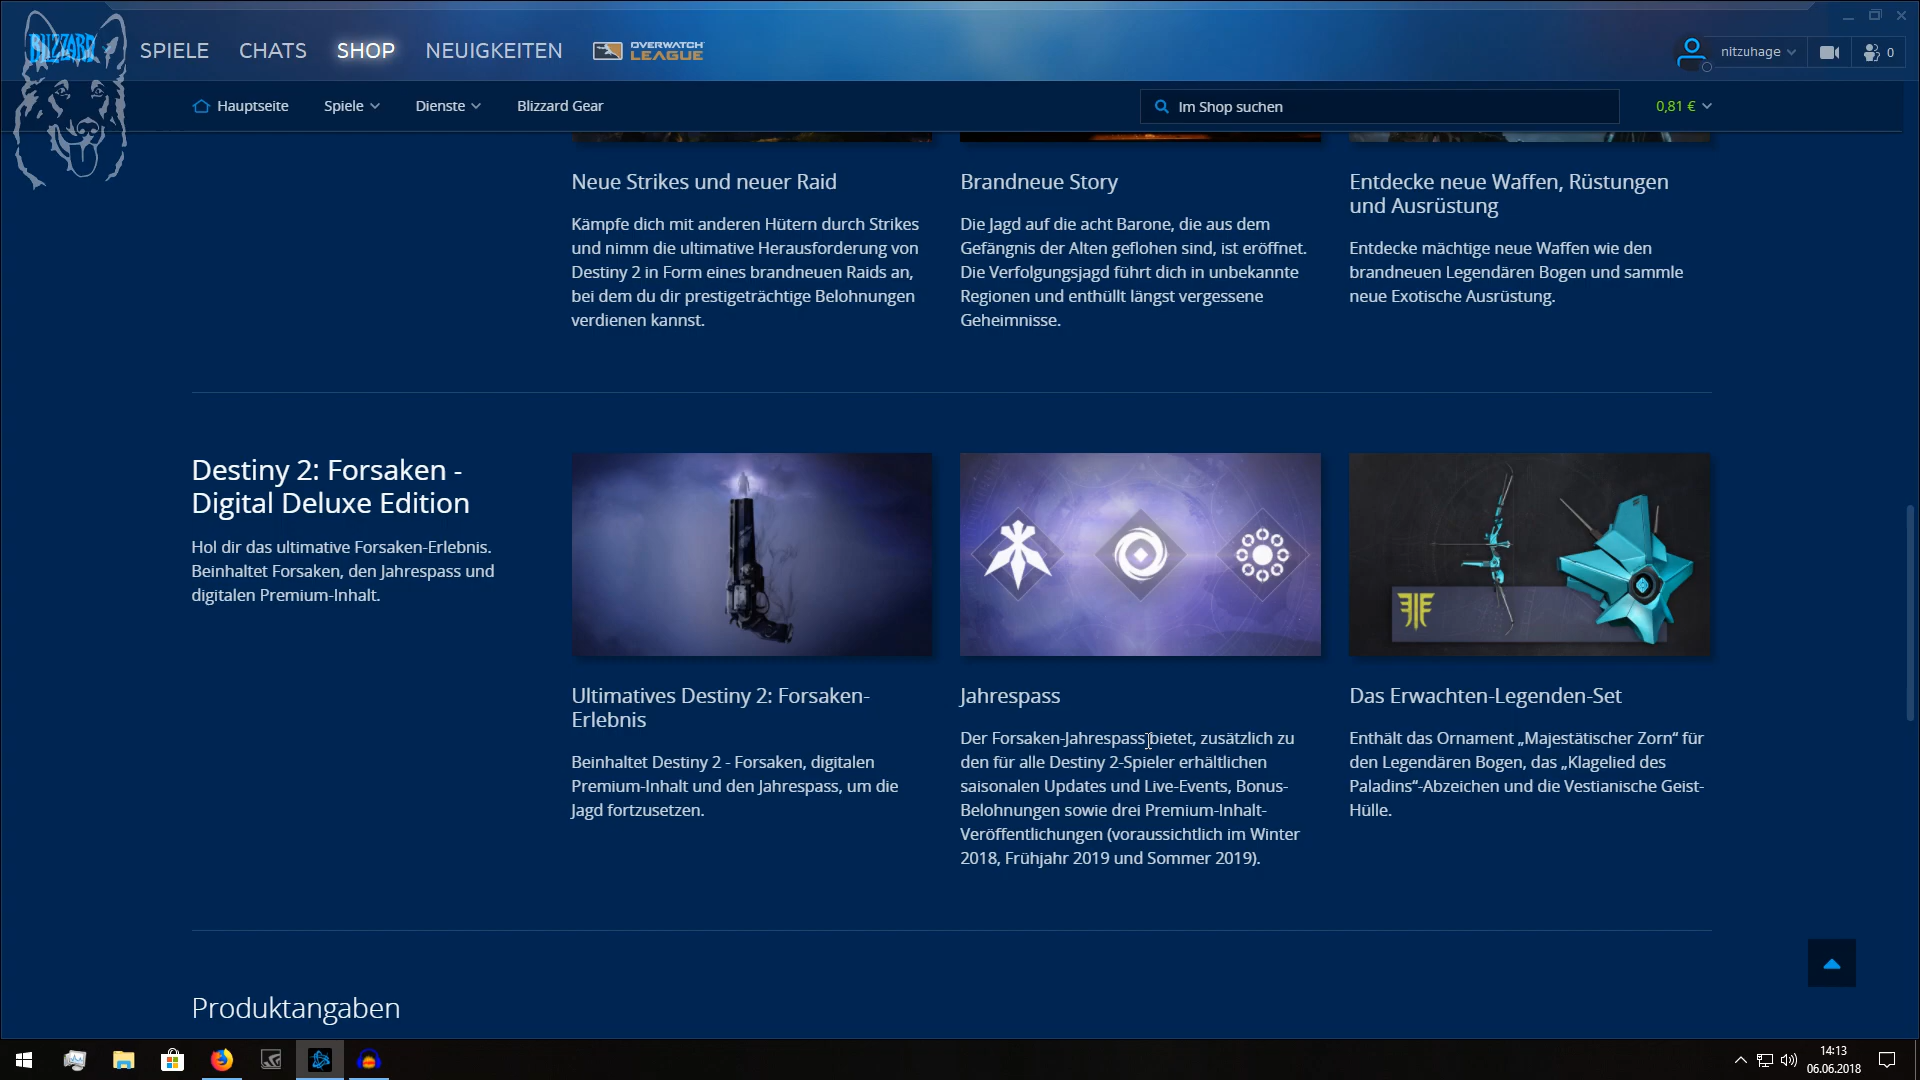 BLIZZARD
SPIELE
CHATS
SHOP
NEUIGKEITEN
OVERWATCH
LEAGUE
nitzuhage
0
Hauptseite
Spiele
Dienste
Blizzard Gear
Im Shop suchen
0,81 €
Neue Strikes und neuer Raid
Kämpfe dich mit anderen Hütern durch Strikes
und nimm die ultimative Herausforderung von
Destiny 2 in Form eines brandneuen Raids an,
bei dem du dir prestigeträchtige Belohnungen
verdienen kannst.
Brandneue Story
Die Jagd auf die acht Barone, die aus dem
Gefängnis der Alten geflohen sind, ist eröffnet.
Die Verfolgungsjagd führt dich in unbekannte
Regionen und enthüllt längst vergessene
Geheimnisse.
Entdecke neue Waffen, Rüstungen
und Ausrüstung
Entdecke mächtige neue Waffen wie den
brandneuen Legendären Bogen und sammle
neue Exotische Ausrüstung.
Destiny 2: Forsaken -
Digital Deluxe Edition
Hol dir das ultimative Forsaken-Erlebnis.
Beinhaltet Forsaken, den Jahrespass und
digitalen Premium-Inhalt.
Ultimatives Destiny 2: Forsaken-
Erlebnis
Beinhaltet Destiny 2 - Forsaken, digitalen
Premium-Inhalt und den Jahrespass, um die
Jagd fortzusetzen.
Jahrespass
Der Forsaken-Jahrespass bietet, zusätzlich zu
den für alle Destiny 2-Spieler erhältlichen
saisonalen Updates und Live-Events, Bonus-
Belohnungen sowie drei Premium-Inhalt-
Veröffentlichungen (voraussichtlich im Winter
2018, Frühjahr 2019 und Sommer 2019).
Das Erwachten-Legenden-Set
Enthält das Ornament „Majestätischer Zorn“ für
den Legendären Bogen, das „Klagelied des
Paladins“-Abzeichen und die Vestianische Geist-
Hülle.
Produktangaben
14:13
06.06.2018